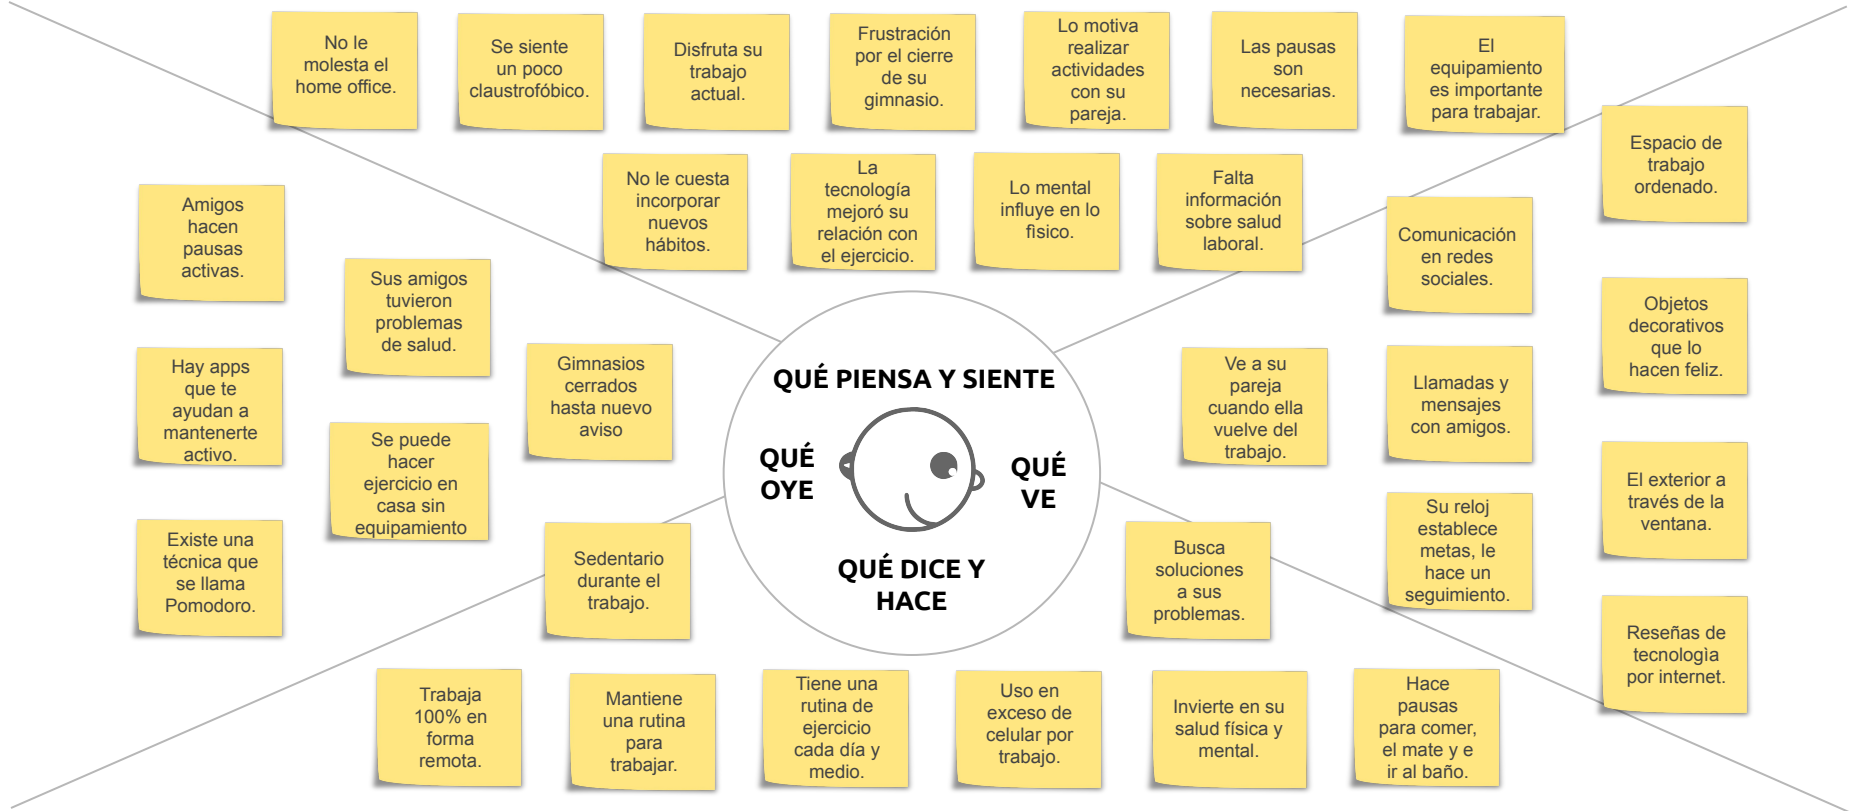 No le
molesta el
home office.
Se siente
un poco
claustrofóbico.
Disfruta su
trabajo
actual.
Frustración
por el cierre
de su
gimnasio.
Lo motiva
realizar
actividades
con su
pareja.
Las pausas
son
necesarias.
El
equipamiento
es importante
para trabajar.
No le cuesta
incorporar
nuevos
hábitos.
La
tecnología
mejoró su
relación con
el ejercicio.
Lo mental
influye en lo
fìsico.
Falta
información
sobre salud
laboral.
Amigos
hacen
pausas
activas.
Sus amigos
tuvieron
problemas
de salud.
Hay apps
que te
ayudan a
mantenerte
activo.
Gimnasios
cerrados
hasta nuevo
aviso
Se puede
hacer
ejercicio en
casa sin
equipamiento
Existe una
técnica que
se llama
Pomodoro.
QUÉ PIENSA Y SIENTE
QUÉ
OYE
QUÉ
VE
QUÉ DICE Y
HACE
Espacio de
trabajo
ordenado.
Comunicación
en redes
sociales.
Objetos
decorativos
que lo
hacen feliz.
Ve a su
pareja
cuando ella
vuelve del
trabajo.
Llamadas y
mensajes
con amigos.
El exterior a
través de la
ventana.
Su reloj
establece
metas, le
hace un
seguimiento.
Reseñas de
tecnologìa
por internet.
Sedentario
durante el
trabajo.
Busca
soluciones
a sus
problemas.
Trabaja
100% en
forma
remota.
Mantiene
una rutina
para
trabajar.
Tiene una
rutina de
ejercicio
cada día y
medio.
Uso en
exceso de
celular por
trabajo.
Invierte en su
salud física y
mental.
Hace
pausas
para comer,
el mate y e
ir al baño.